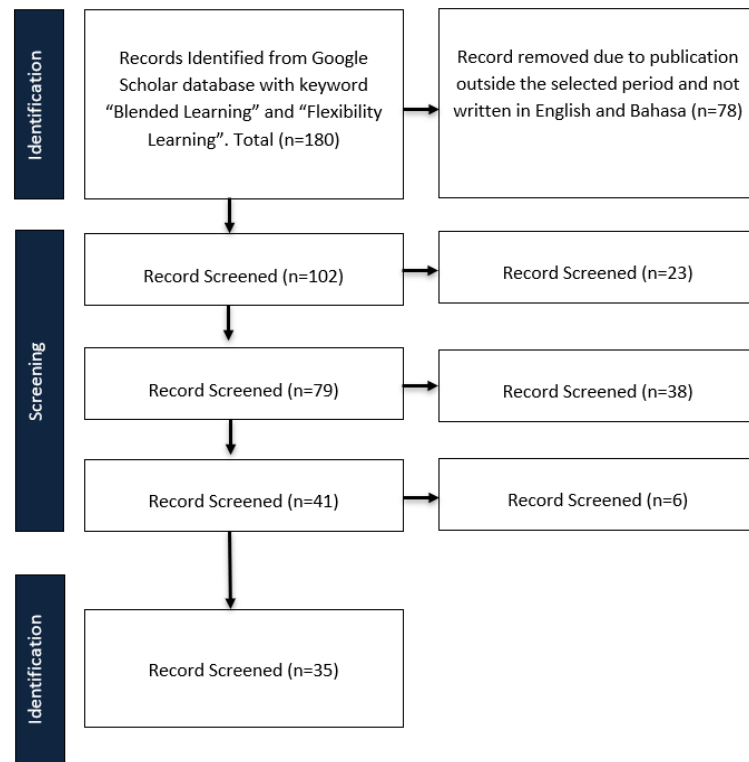 Identification
Records Identified from Google
Scholar database with keyword
“Blended Learning” and “Flexibility
Learning”. Total (n=180)
Record removed due to publication
outside the selected period and not
written in English and Bahasa (n=78)
Screening
Record Screened (n=102)
Record Screened (n=23)
Record Screened (n=79)
Record Screened (n=38)
Record Screened (n=41)
Record Screened (n=6)
Identification
Record Screened (n=35)